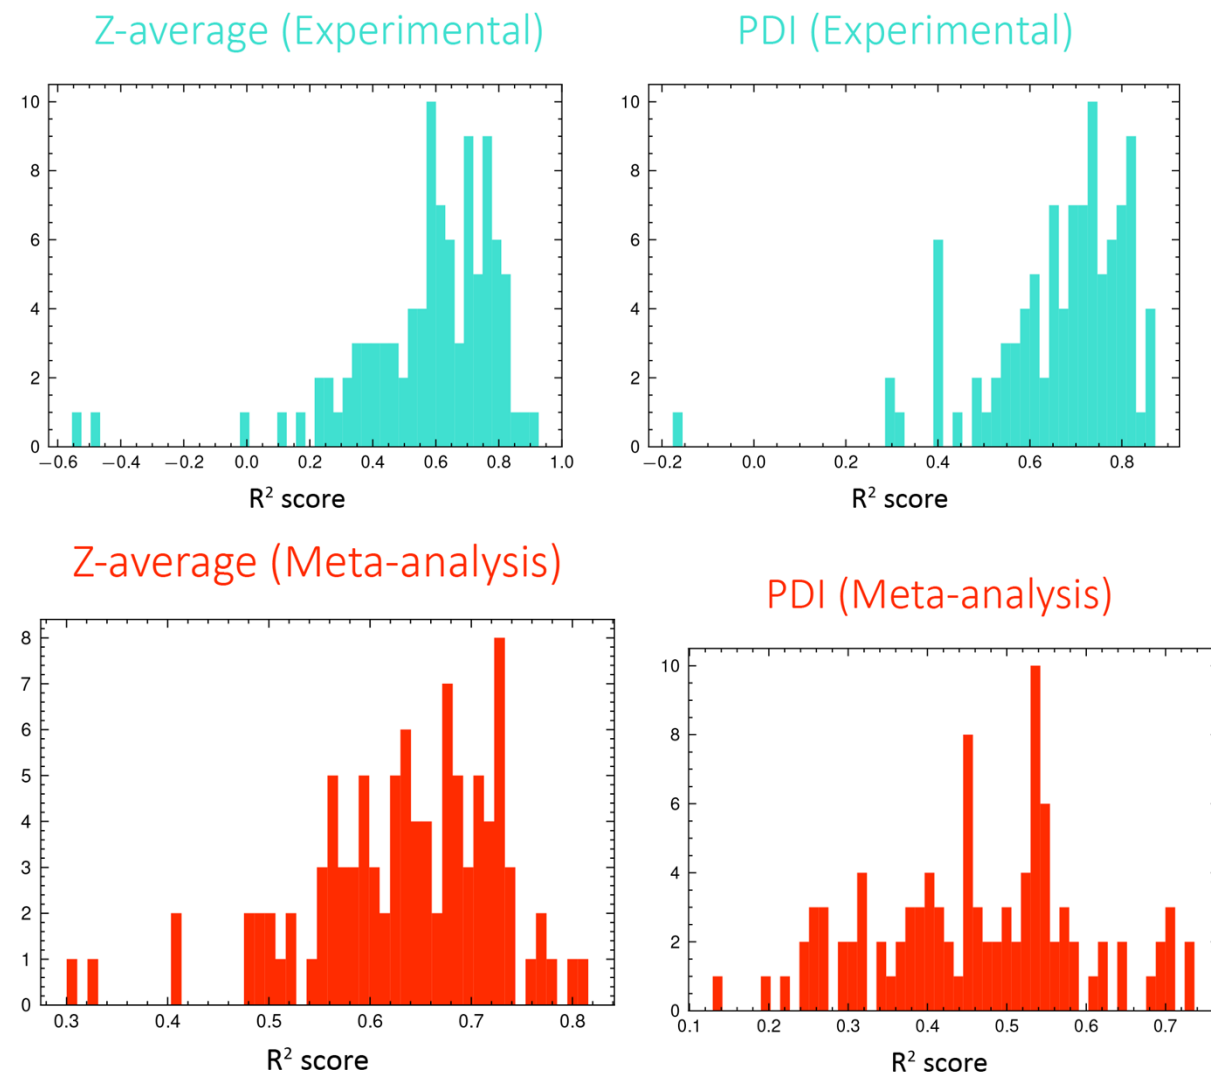 Z-average (Experimental)
PDI (Experimental)
10
8
6
4
2
0
−0.6 −0.4 −0.2 0.0 0.2 0.4 0.6 0.8 1.0
R² score
10
8
6
4
2
0
−0.2 0.0 0.2 0.4 0.6 0.8
R² score
Z-average (Meta-analysis)
PDI (Meta-analysis)
8
7
6
5
4
3
2
1
0
0.3 0.4 0.5 0.6 0.7 0.8
R² score
10
8
6
4
2
0
0.1 0.2 0.3 0.4 0.5 0.6 0.7
R² score